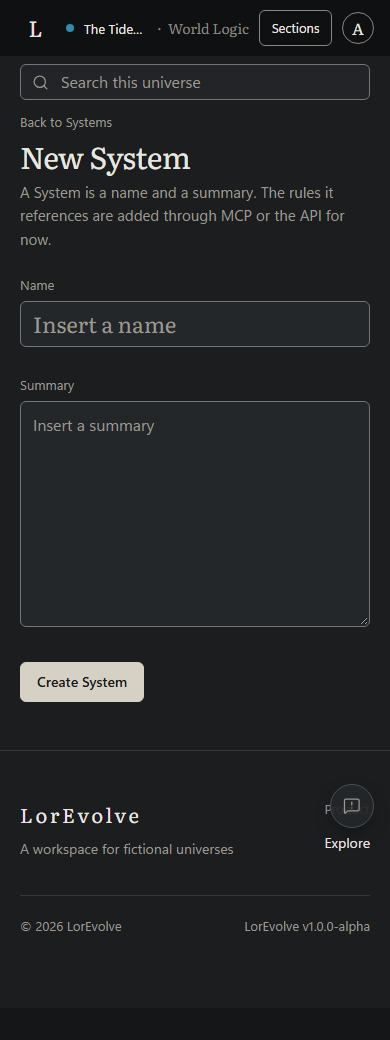 L
The Tide... · World Logic
Sections
A
Search this universe
Back to Systems
New System
A System is a name and a summary. The rules it
references are added through MCP or the API for
now.
Name
Insert a name
Summary
Insert a summary
Create System
LorEvolve
A workspace for fictional universes
Explore
© 2026 LorEvolve
LorEvolve v1.0.0-alpha